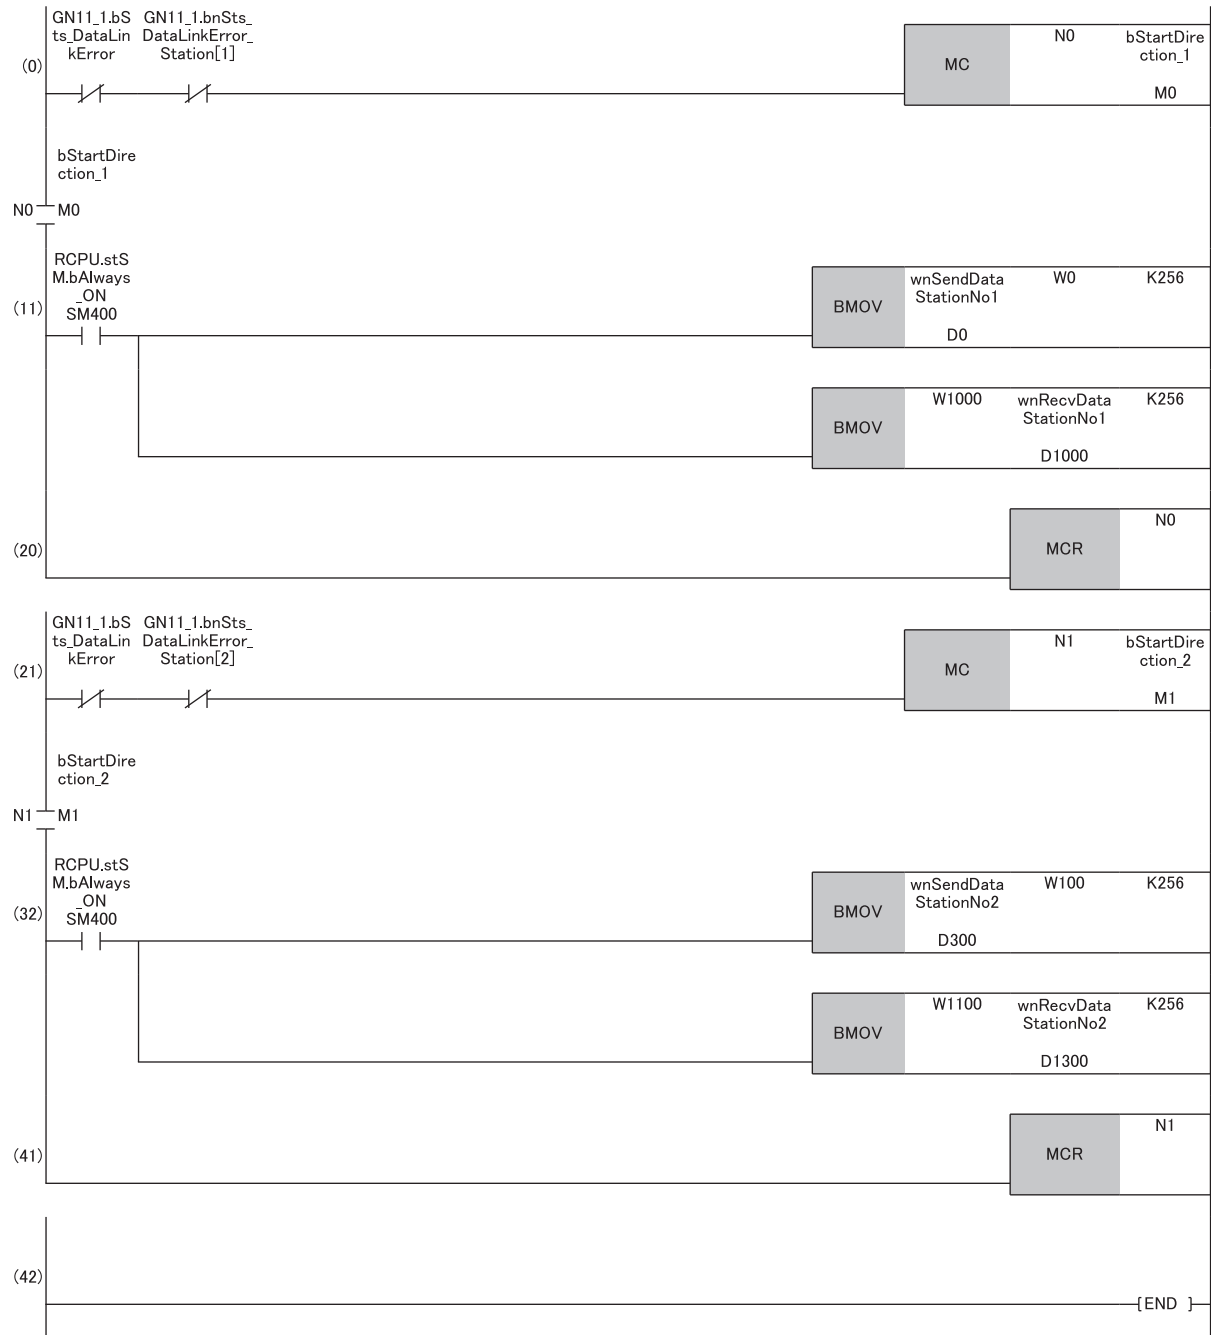 GN11_1.bS GN11_1.bnSts_
ts_DataLin DataLinkError_
kError Station[1]
(0)
MC N0 bStartDire
ction_1
M0
bStartDire
ction_1
N0 M0
RCPU.stS
M.bAlways
_ON
SM400
(11)
BMOV wnSendData W0 K256
StationNo1
D0
BMOV W1000 wnRecvData K256
StationNo1
D1000
(20)
MCR N0
GN11_1.bS GN11_1.bnSts_
ts_DataLin DataLinkError_
kError Station[2]
(21)
MC N1 bStartDire
ction_2
M1
bStartDire
ction_2
N1 M1
RCPU.stS
M.bAlways
_ON
SM400
(32)
BMOV wnSendData W100 K256
StationNo2
D300
BMOV W1100 wnRecvData K256
StationNo2
D1300
(41)
MCR N1
(42)
[END ]